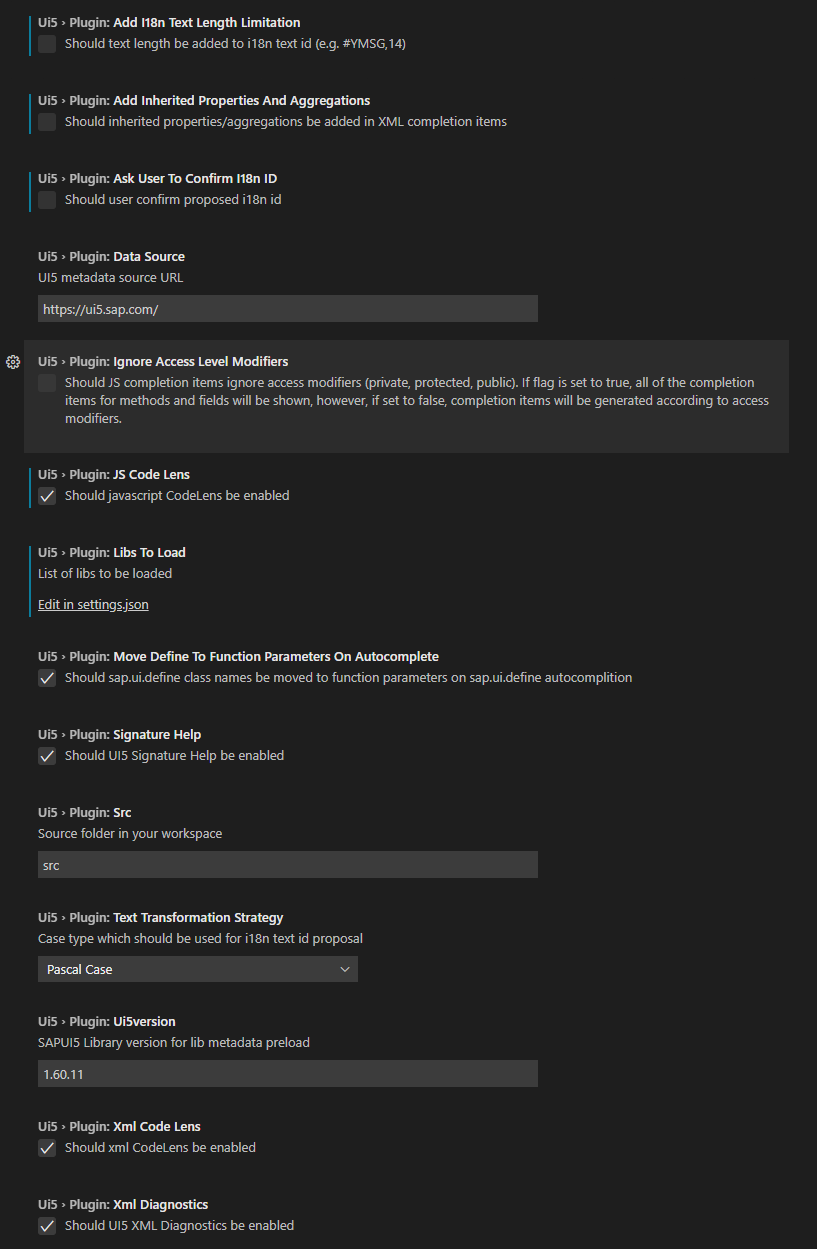 Ui5 › Plugin: Add I18n Text Length Limitation
Should text length be added to i18n text id (e.g. #YMSG,14)
Ui5 › Plugin: Add Inherited Properties And Aggregations
Should inherited properties/aggregations be added in XML completion items
Ui5 › Plugin: Ask User To Confirm I18n ID
Should user confirm proposed i18n id
Ui5 › Plugin: Data Source
UI5 metadata source URL
https://ui5.sap.com/
Ui5 › Plugin: Ignore Access Level Modifiers
Should JS completion items ignore access modifiers (private, protected, public). If flag is set to true, all of the completion
items for methods and fields will be shown, however, if set to false, completion items will be generated according to access
modifiers.
Ui5 › Plugin: JS Code Lens
Should javascript CodeLens be enabled
Ui5 › Plugin: Libs To Load
List of libs to be loaded
Edit in settings.json
Ui5 › Plugin: Move Define To Function Parameters On Autocomplete
Should sap.ui.define class names be moved to function parameters on sap.ui.define autocomplition
Ui5 › Plugin: Signature Help
Should UI5 Signature Help be enabled
Ui5 › Plugin: Src
Source folder in your workspace
src
Ui5 › Plugin: Text Transformation Strategy
Case type which should be used for i18n text id proposal
Pascal Case
Ui5 › Plugin: Ui5version
SAPUI5 Library version for lib metadata preload
1.60.11
Ui5 › Plugin: Xml Code Lens
Should xml CodeLens be enabled
Ui5 › Plugin: Xml Diagnostics
Should UI5 XML Diagnostics be enabled